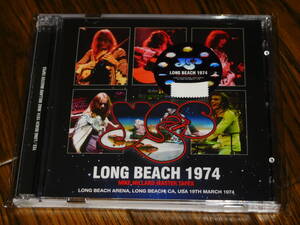 LONG BEACH 1974
YES
LONG BEACH 1974
MIKE MILLARD MASTER TAPES
LONG BEACH ARENA, LONG BEACH CA, USA 19TH MARCH 1974